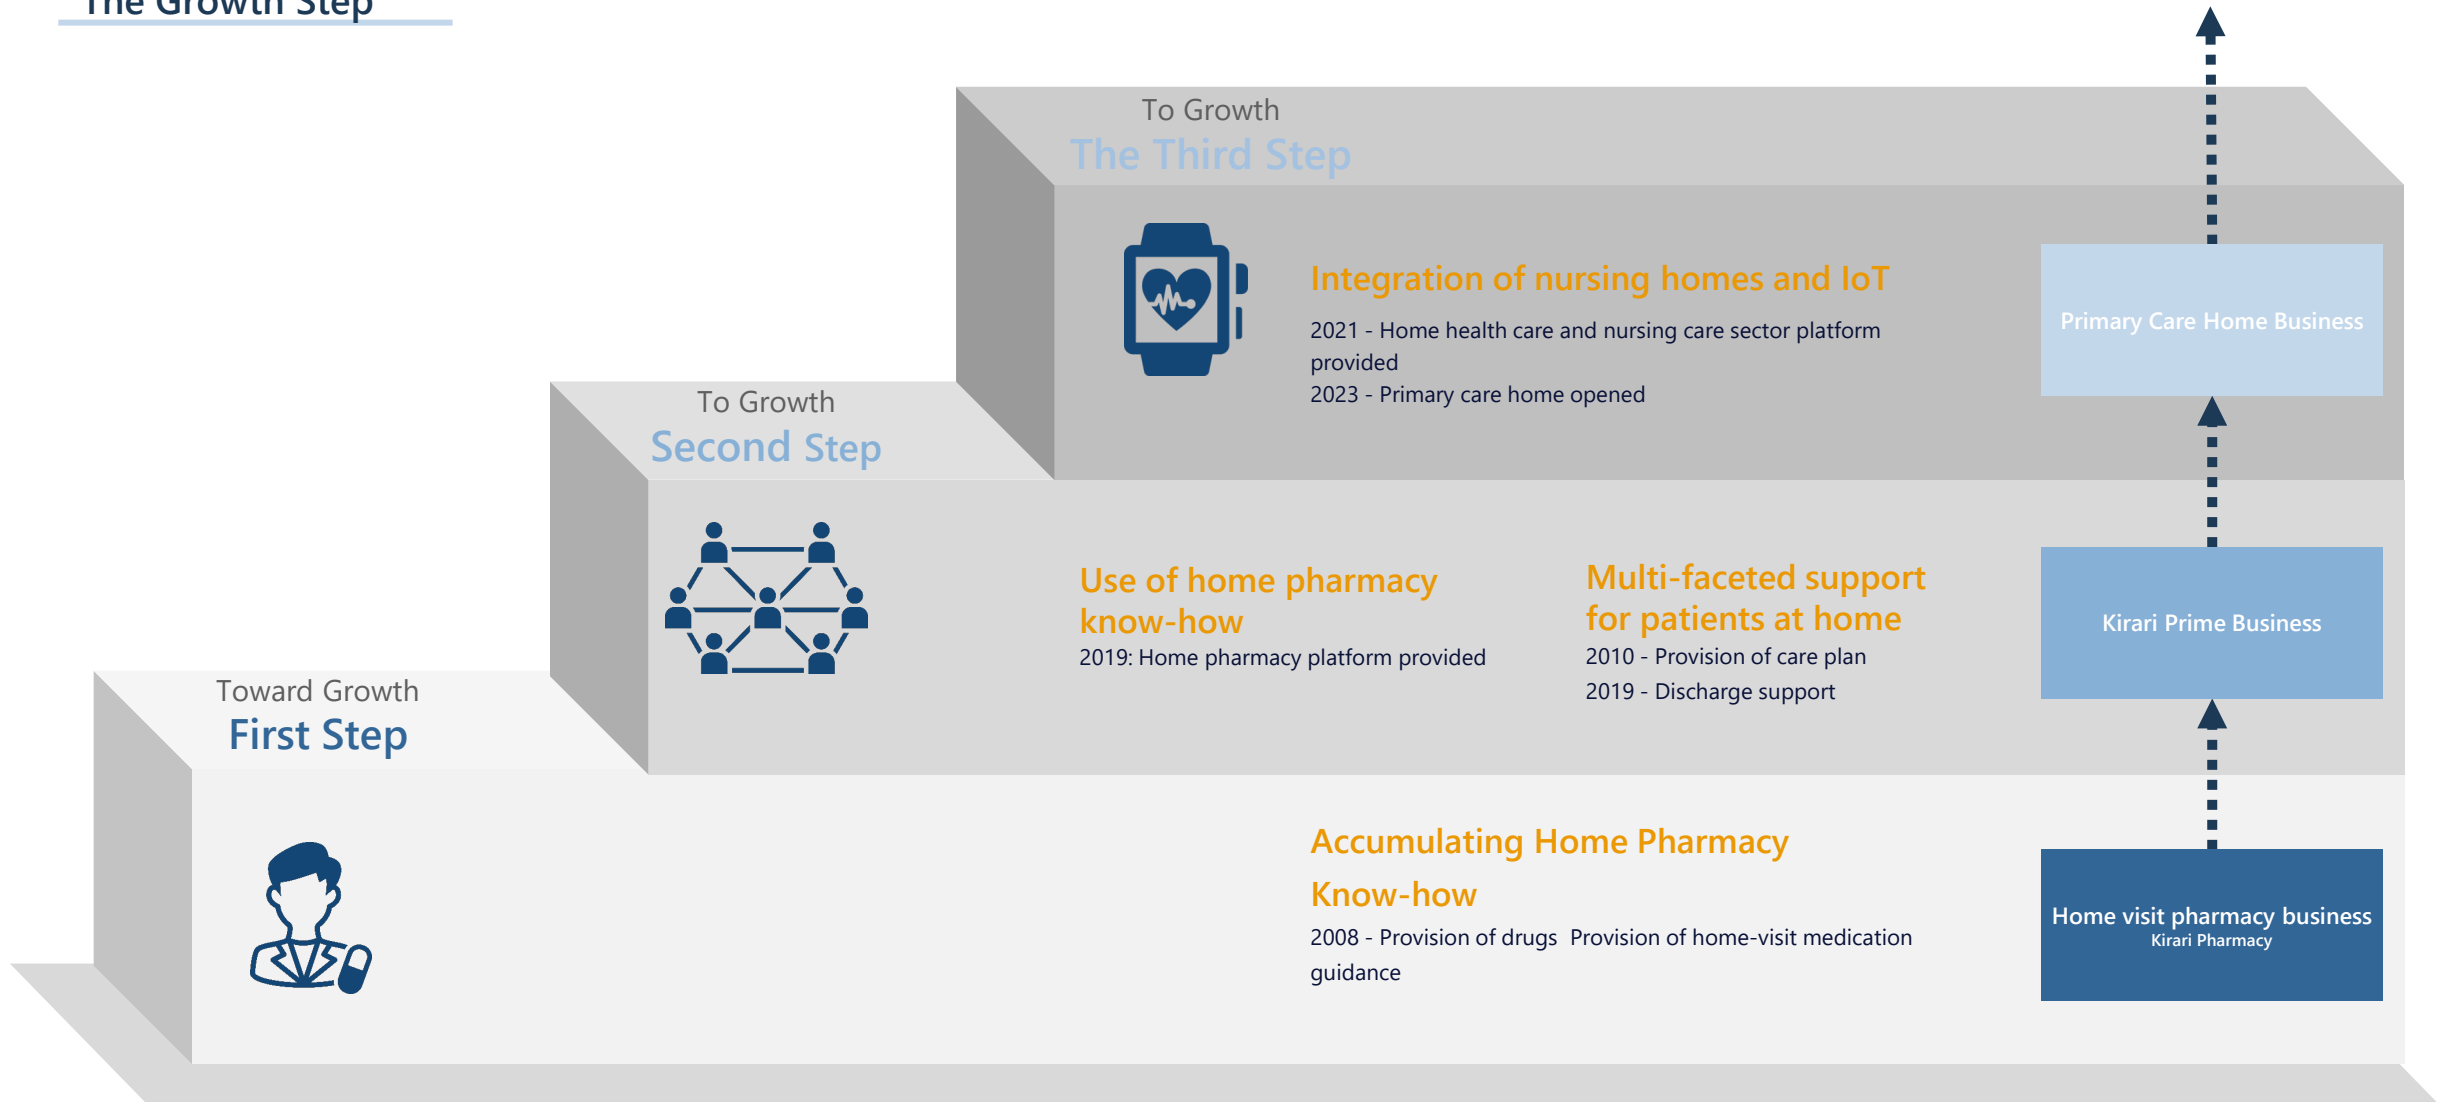 The Growth Step
To Growth
The Third Step
Integration of nursing homes and IoT
2021 - Home health care and nursing care sector platform
provided
2023 - Primary care home opened
Primary Care Home Business
To Growth
Second Step
Use of home pharmacy
know-how
2019: Home pharmacy platform provided
Multi-faceted support
for patients at home
2010 - Provision of care plan
2019 - Discharge support
Kirari Prime Business
Toward Growth
First Step
Accumulating Home Pharmacy
Know-how
2008 - Provision of drugs  Provision of home-visit medication
guidance
Home visit pharmacy business
Kirari Pharmacy